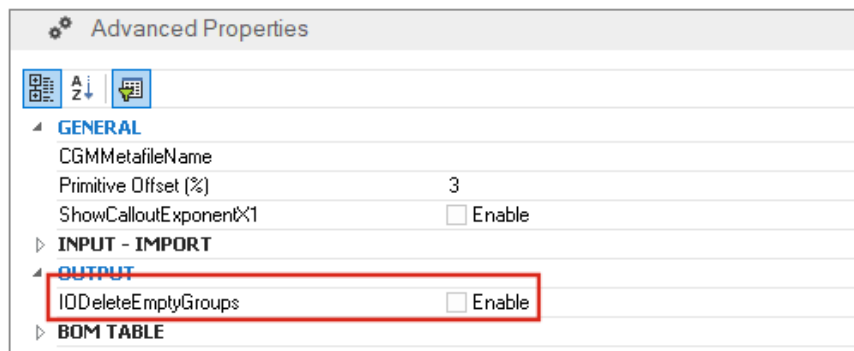 Advanced Properties
GENERAL
CGMMetafileName
Primitive Offset (%) 3
ShowCalloutExponentX1 Enable
INPUT - IMPORT
OUTPUT
IODeleteEmptyGroups Enable
BOM TABLE